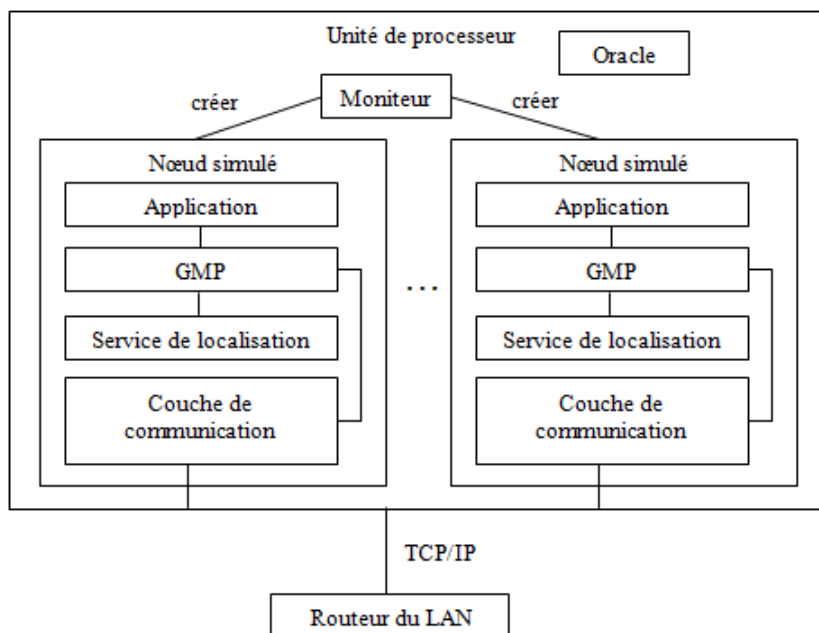 Unité de processeur
Oracle
Moniteur
créer
créer
Nœud simulé
Application
GMP
Service de localisation
Couche de
communication
...
Nœud simulé
Application
GMP
Service de localisation
Couche de
communication
TCP/IP
Routeur du LAN